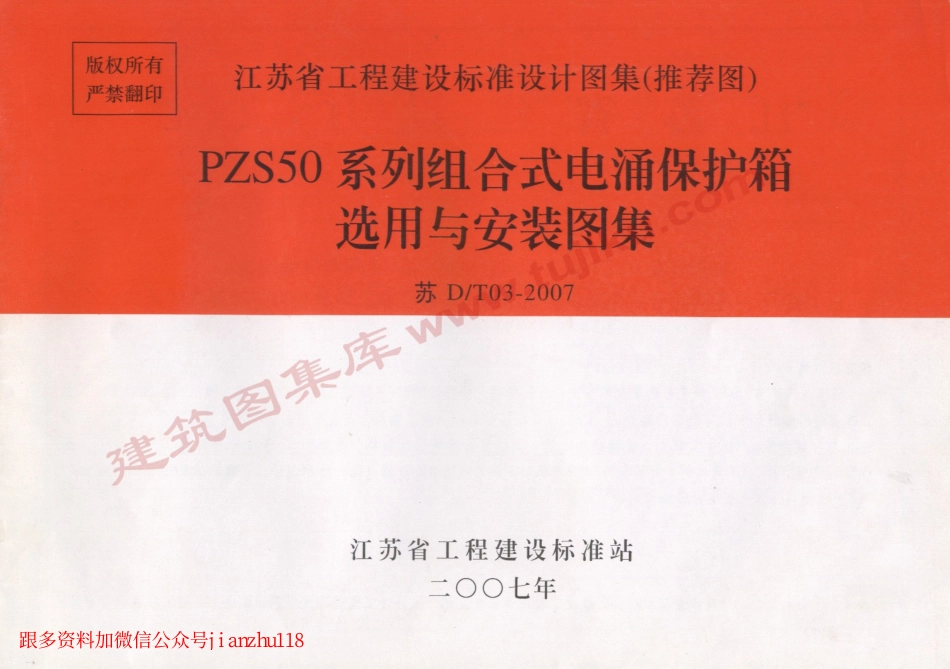 版权所有
严禁翻印
江苏省工程建设标准设计图集(推荐图)
PZS50 系列组合式电涌保护箱
选用与安装图集
苏 D/T03-2007
建筑图集库 www.tujiku.com
江苏省工程建设标准站
二〇〇七年
跟多资料加微信公众号jianzhu118